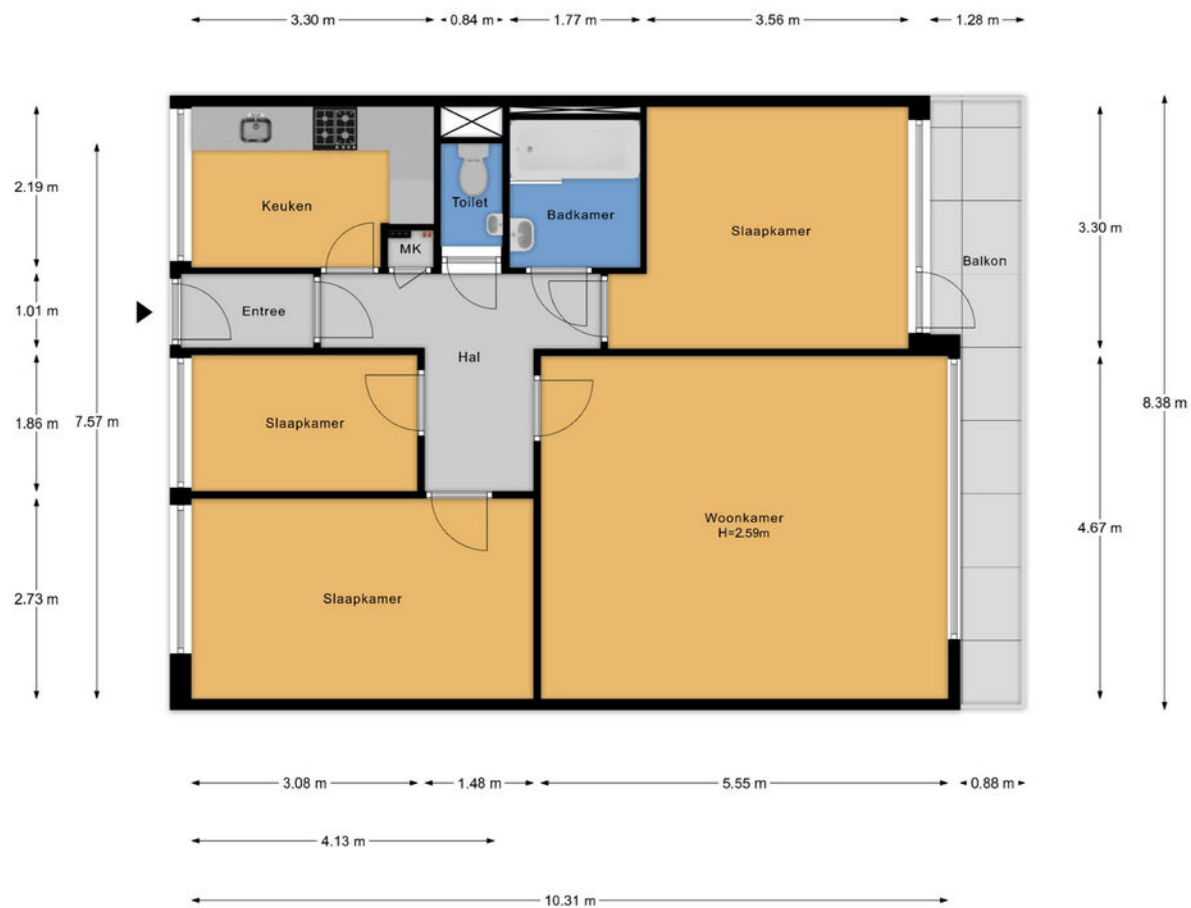 3.30 m
0.84 m
1.77 m
3.56 m
1.28 m
2.19 m
1.01 m
1.86 m
2.73 m
7.57 m
Keuken
Toilet
Badkamer
Slaapkamer
MK
Balkon
Entree
Hal
Slaapkamer
Woonkamer
H=2.59m
Slaapkamer
3.30 m
4.67 m
8.38 m
3.08 m
1.48 m
5.55 m
0.88 m
4.13 m
10.31 m